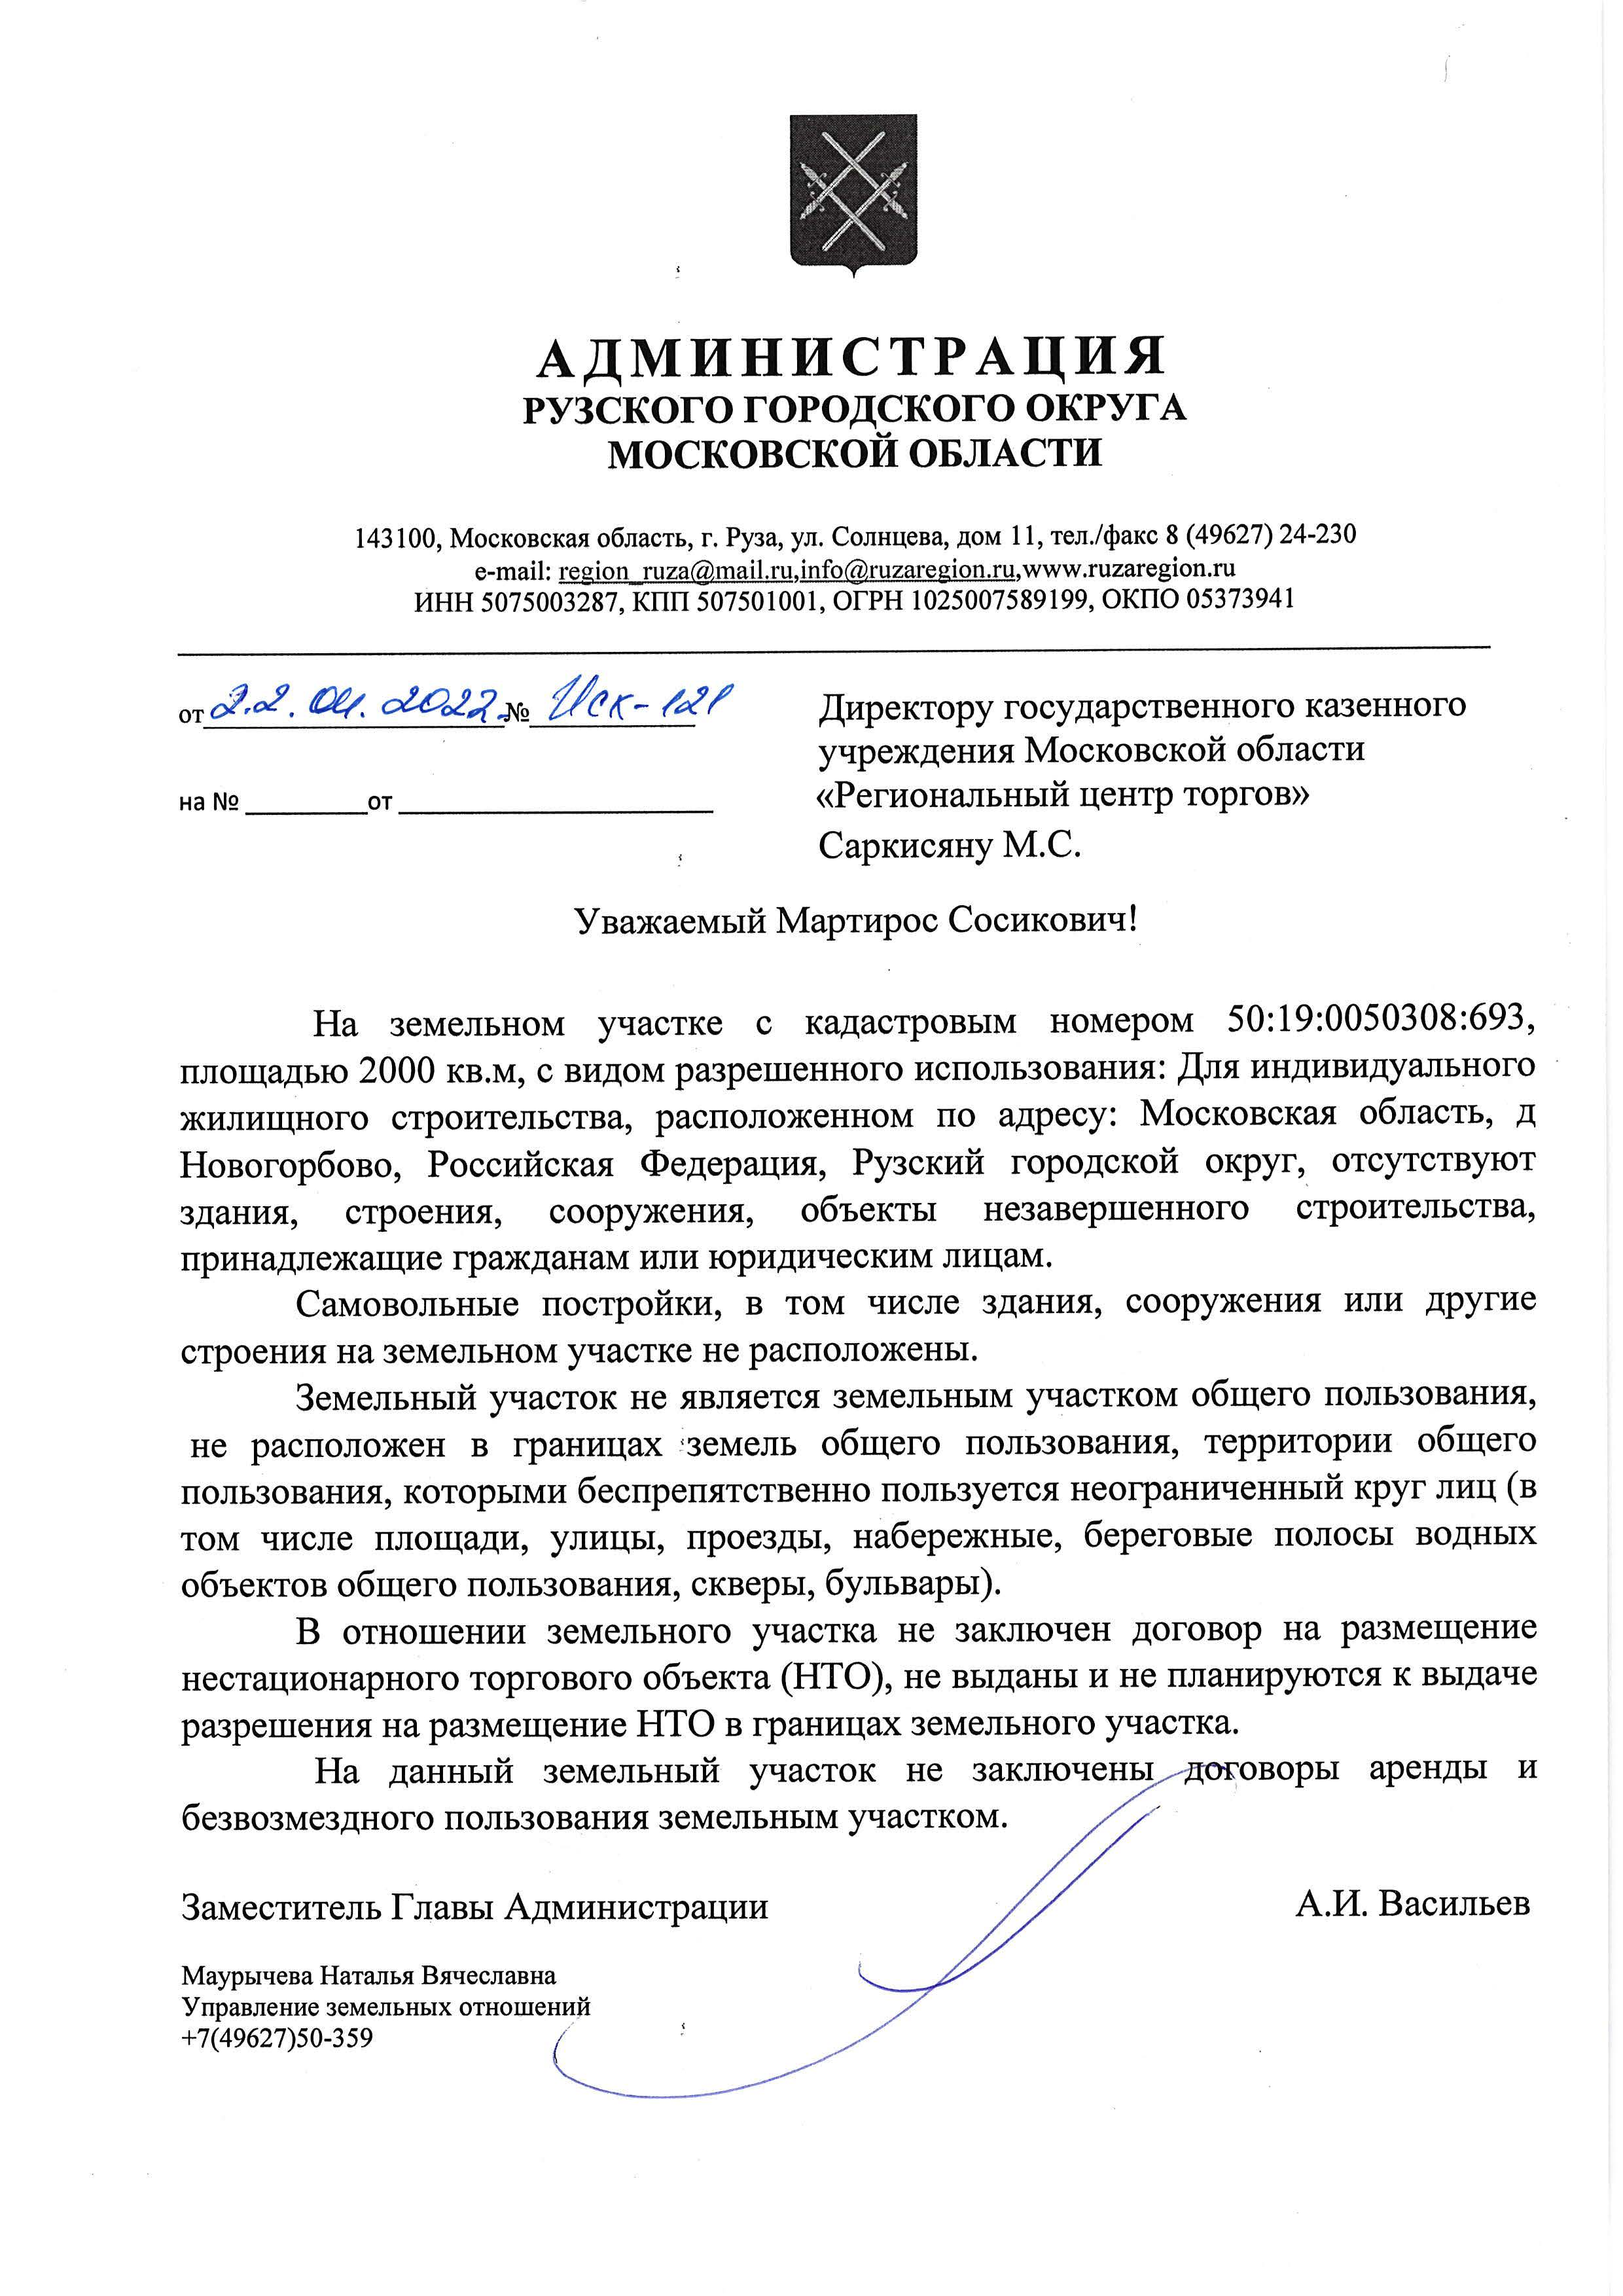 АДМИНИСТРАЦИЯ
РУЗСКОГО ГОРОДСКОГО ОКРУГА
МОСКОВСКОЙ ОБЛАСТИ
143100, Московская область, г. Руза, ул. Солнцева, дом 11, тел./факс 8 (49627) 24-230
e-mail: region_ruza@mail.ru,info@ruzaregion.ru,www.ruzaregion.ru
ИНН 5075003287, КПП 507501001, ОГРН 1025007589199, ОКПО 05373941
от 22.04.2022 № Исх-121
на № от
Директору государственного казенного
учреждения Московской области
«Региональный центр торгов»
Саркисяну М.С.
Уважаемый Мартирос Сосикович!
На земельном участке с кадастровым номером 50:19:0050308:693,
площадью 2000 кв.м, с видом разрешенного использования: Для индивидуального
жилищного строительства, расположенном по адресу: Московская область, д
Новогорбово, Российская Федерация, Рузский городской округ, отсутствуют
здания, строения, сооружения, объекты незавершенного строительства,
принадлежащие гражданам или юридическим лицам.
Самовольные постройки, в том числе здания, сооружения или другие
строения на земельном участке не расположены.
Земельный участок не является земельным участком общего пользования,
не расположен в границах земель общего пользования, территории общего
пользования, которыми беспрепятственно пользуется неограниченный круг лиц (в
том числе площади, улицы, проезды, набережные, береговые полосы водных
объектов общего пользования, скверы, бульвары).
В отношении земельного участка не заключен договор на размещение
нестационарного торгового объекта (НТО), не выданы и не планируются к выдаче
разрешения на размещение НТО в границах земельного участка.
На данный земельный участок не заключены договоры аренды и
безвозмездного пользования земельным участком.
Заместитель Главы Администрации
А.И. Васильев
Маурычева Наталья Вячеславна
Управление земельных отношений
+7(49627)50-359